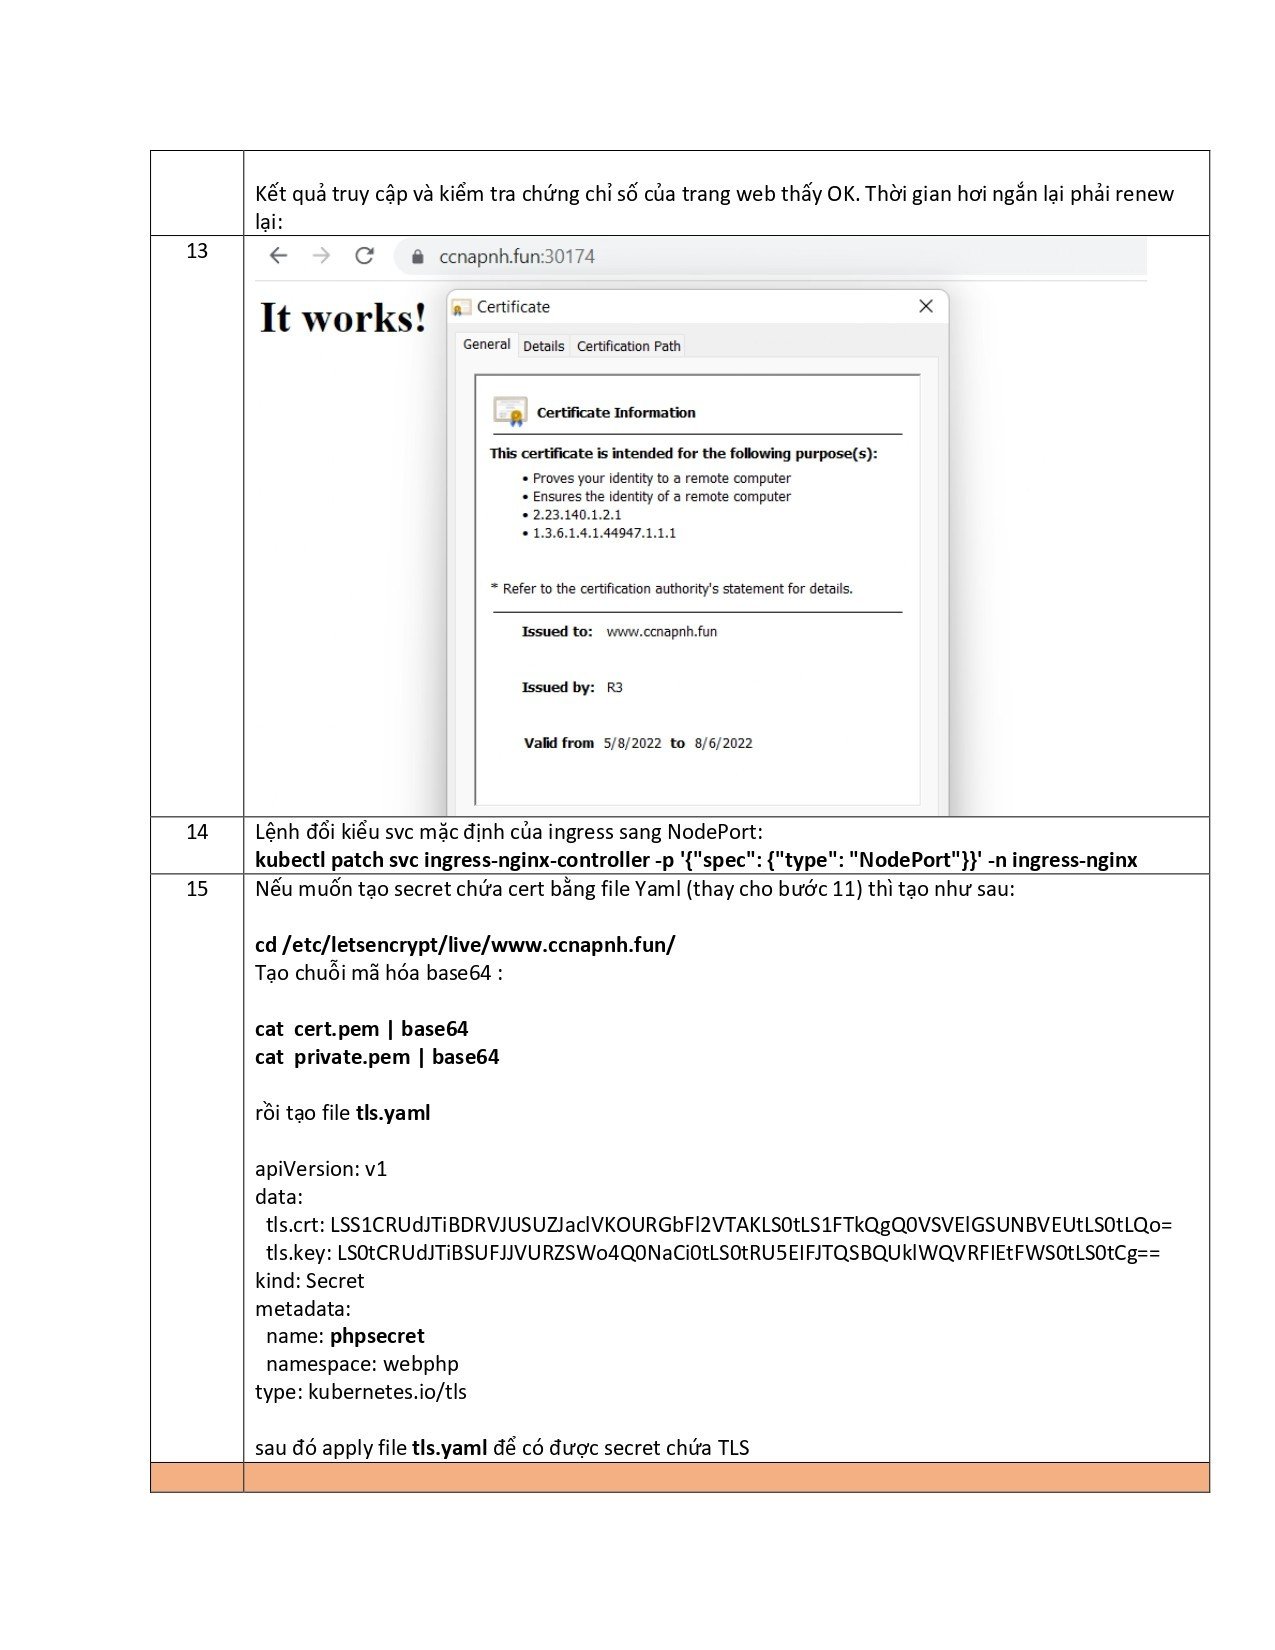 Kết quả truy cập và kiểm tra chứng chỉ số của trang web thấy OK. Thời gian hơi ngắn lại phải renew
lại:
13
ccnapnh.fun:30174
It works!
Certificate
General Details Certification Path
Certificate Information
This certificate is intended for the following purpose(s):
• Proves your identity to a remote computer
• Ensures the identity of a remote computer
• 2.23.140.1.2.1
• 1.3.6.1.4.1.44947.1.1.1
* Refer to the certification authority's statement for details.
Issued to: www.ccnapnh.fun
Issued by: R3
Valid from 5/8/2022 to 8/6/2022
14
Lệnh đổi kiểu svc mặc định của ingress sang NodePort:
kubectl patch svc ingress-nginx-controller -p '{"spec": {"type": "NodePort"}}' -n ingress-nginx
15
Nếu muốn tạo secret chứa cert bằng file Yaml (thay cho bước 11) thì tạo như sau:
cd /etc/letsencrypt/live/www.ccnapnh.fun/
Tạo chuỗi mã hóa base64 :
cat cert.pem | base64
cat private.pem | base64
rồi tạo file tls.yaml
apiVersion: v1
data:
tls.crt: LSS1CRUdJTiBDRVJUSUZJaclVKOURGbFl2VTAKLS0tLS1FTkQgQ0VSVElGSUNBVEUtLS0tLQo=
tls.key: LS0tCRUdJTiBSUFJJVURZSWo4Q0NaCi0tLS0tRU5EIFJTQSBQUklWQVRFIEtFWS0tLS0tCg==
kind: Secret
metadata:
name: phpsecret
namespace: webphp
type: kubernetes.io/tls
sau đó apply file tls.yaml để có được secret chứa TLS